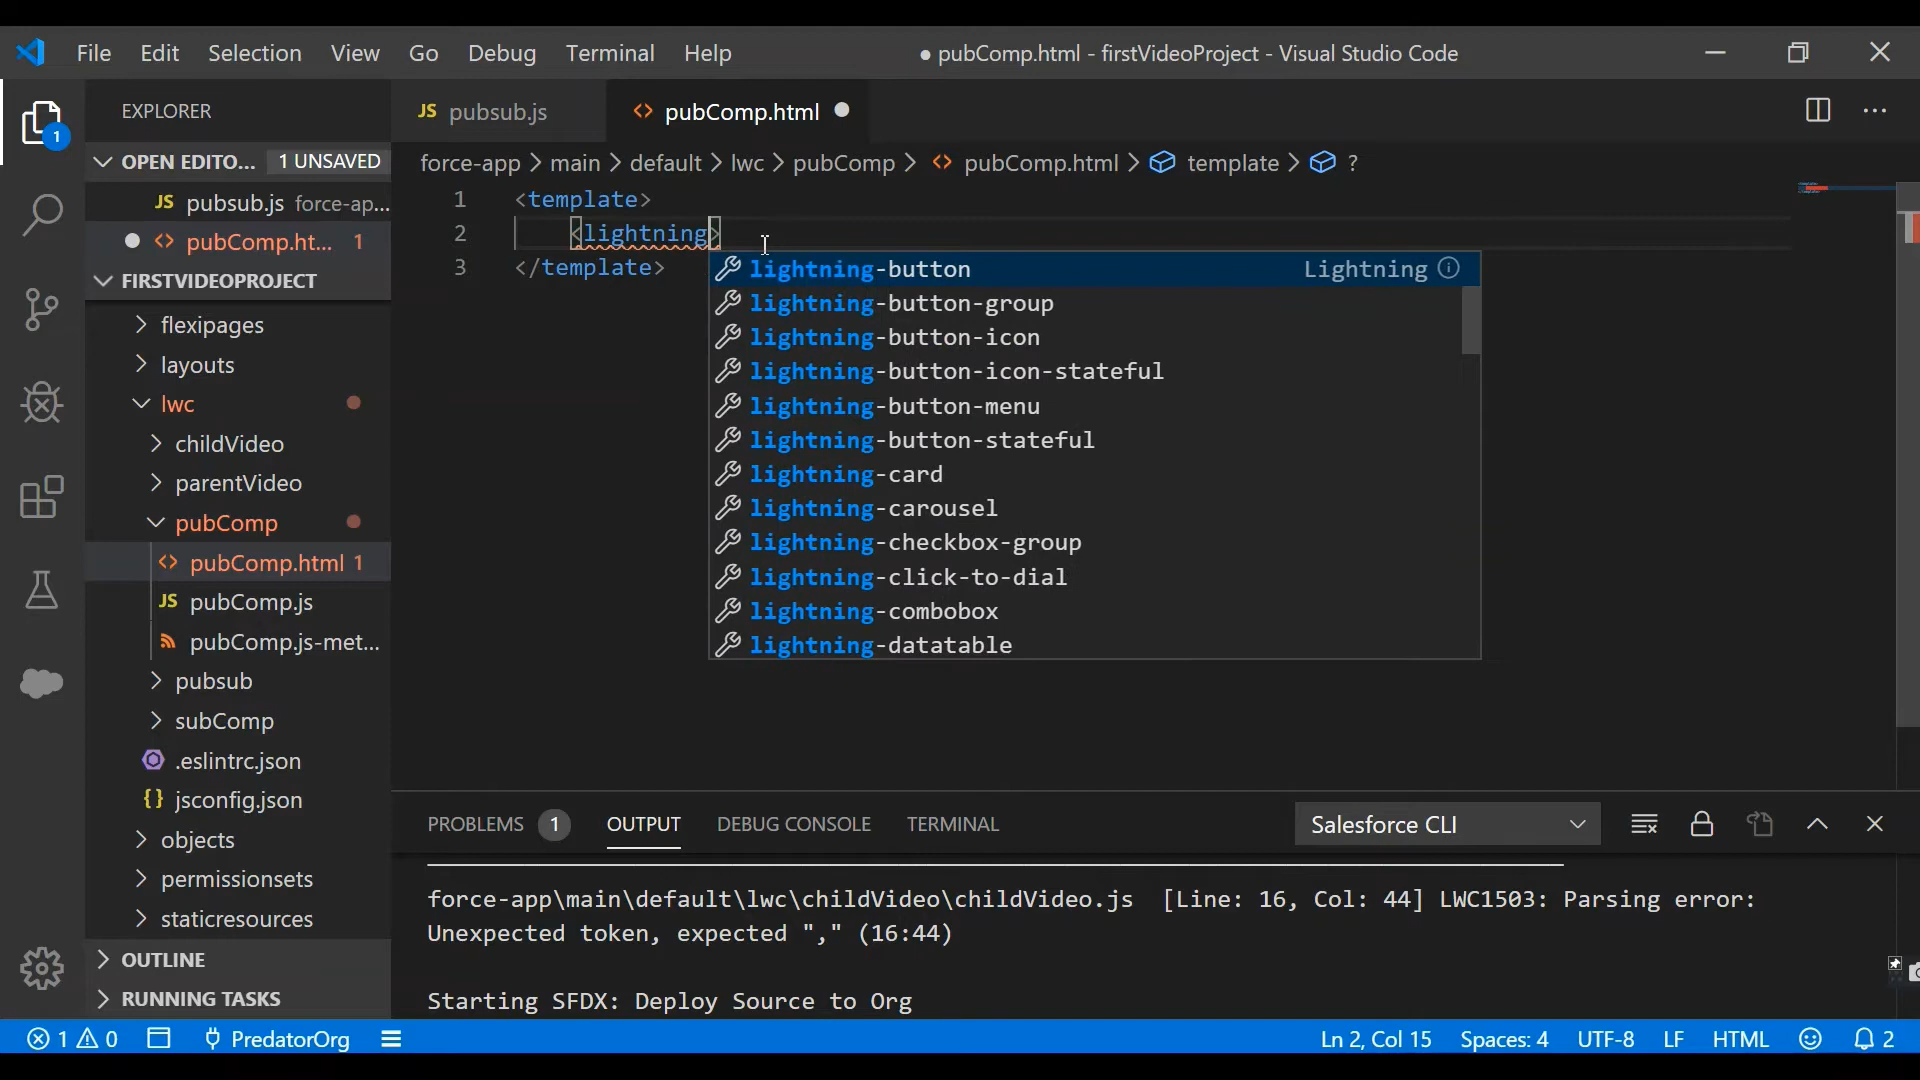 File Edit Selection View Go Debug Terminal Help ● pubComp.html - firstVideoProject - Visual Studio Code
EXPLORER
JS pubsub.js <> pubComp.html
1
OPEN EDITO... 1 UNSAVED
force-app > main > default > lwc > pubComp > <> pubComp.html > template > ?
JS pubsub.js force-ap...
<> pubComp.ht... 1
FIRSTVIDEOPROJECT
flexipages
layouts
lwc
childVideo
parentVideo
pubComp
<> pubComp.html 1
JS pubComp.js
pubComp.js-met...
pubsub
subComp
.eslintrc.json
{} jsconfig.json
objects
permissionsets
staticresources
OUTLINE
RUNNING TASKS
1 <template>
2 <lightning>
3 </template>
lightning-button Lightning
lightning-button-group
lightning-button-icon
lightning-button-icon-stateful
lightning-button-menu
lightning-button-stateful
lightning-card
lightning-carousel
lightning-checkbox-group
lightning-click-to-dial
lightning-combobox
lightning-datatable
PROBLEMS 1 OUTPUT DEBUG CONSOLE TERMINAL Salesforce CLI
force-app\main\default\lwc\childVideo\childVideo.js [Line: 16, Col: 44] LWC1503: Parsing error:
Unexpected token, expected "," (16:44)
Starting SFDX: Deploy Source to Org
1 0 PredatorOrg Ln 2, Col 15 Spaces: 4 UTF-8 LF HTML 2